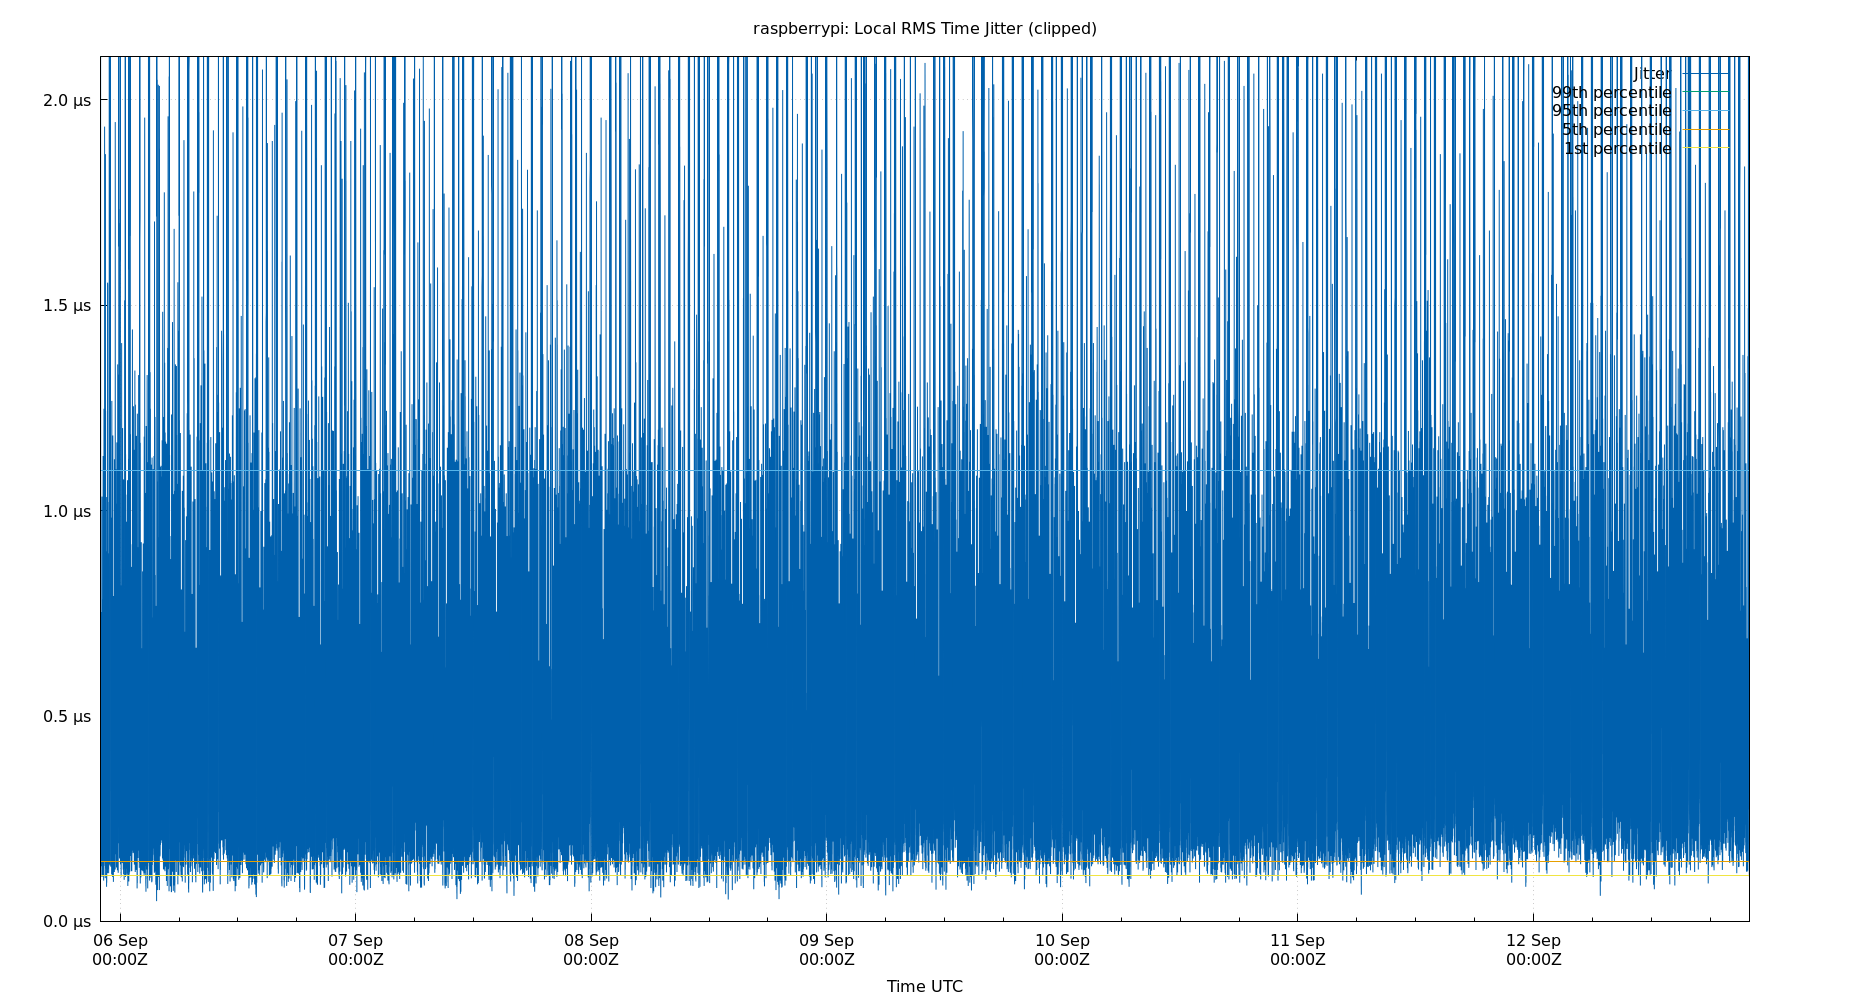 raspberrypi: Local RMS Time Jitter (clipped)
Jitter
99th percentile
95th percentile
5th percentile
1st percentile
2.0 µs
1.5 µs
1.0 µs
0.5 µs
0.0 µs
06 Sep 07 Sep 08 Sep 09 Sep 10 Sep 11 Sep 12 Sep
00:00Z 00:00Z 00:00Z 00:00Z 00:00Z 00:00Z 00:00Z
Time UTC